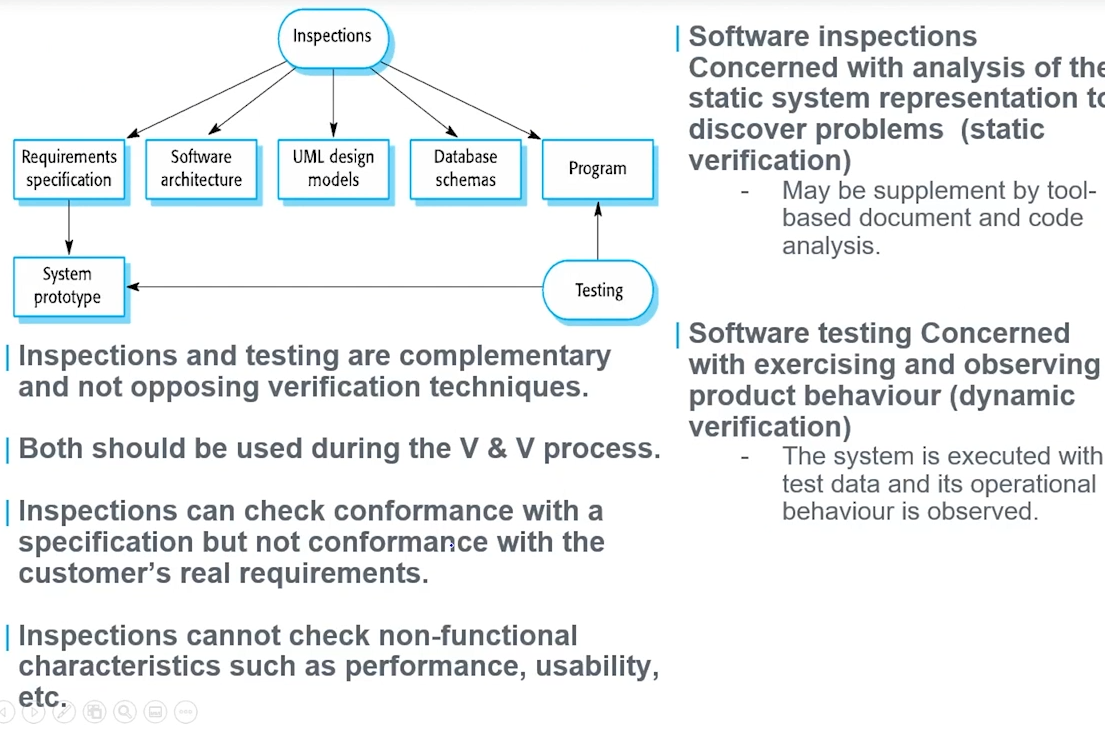 Inspections
Requirements
specification
Software
architecture
UML design
models
Database
schemas
Program
System
prototype
Testing
| Inspections and testing are complementary
and not opposing verification techniques.
| Both should be used during the V & V process.
| Inspections can check conformance with a
specification but not conformance with the
customer’s real requirements.
| Inspections cannot check non-functional
characteristics such as performance, usability,
etc.
| Software inspections
Concerned with analysis of the
static system representation to
discover problems (static
verification)
- May be supplement by tool-
based document and code
analysis.
| Software testing Concerned
with exercising and observing
product behaviour (dynamic
verification)
- The system is executed with
test data and its operational
behaviour is observed.